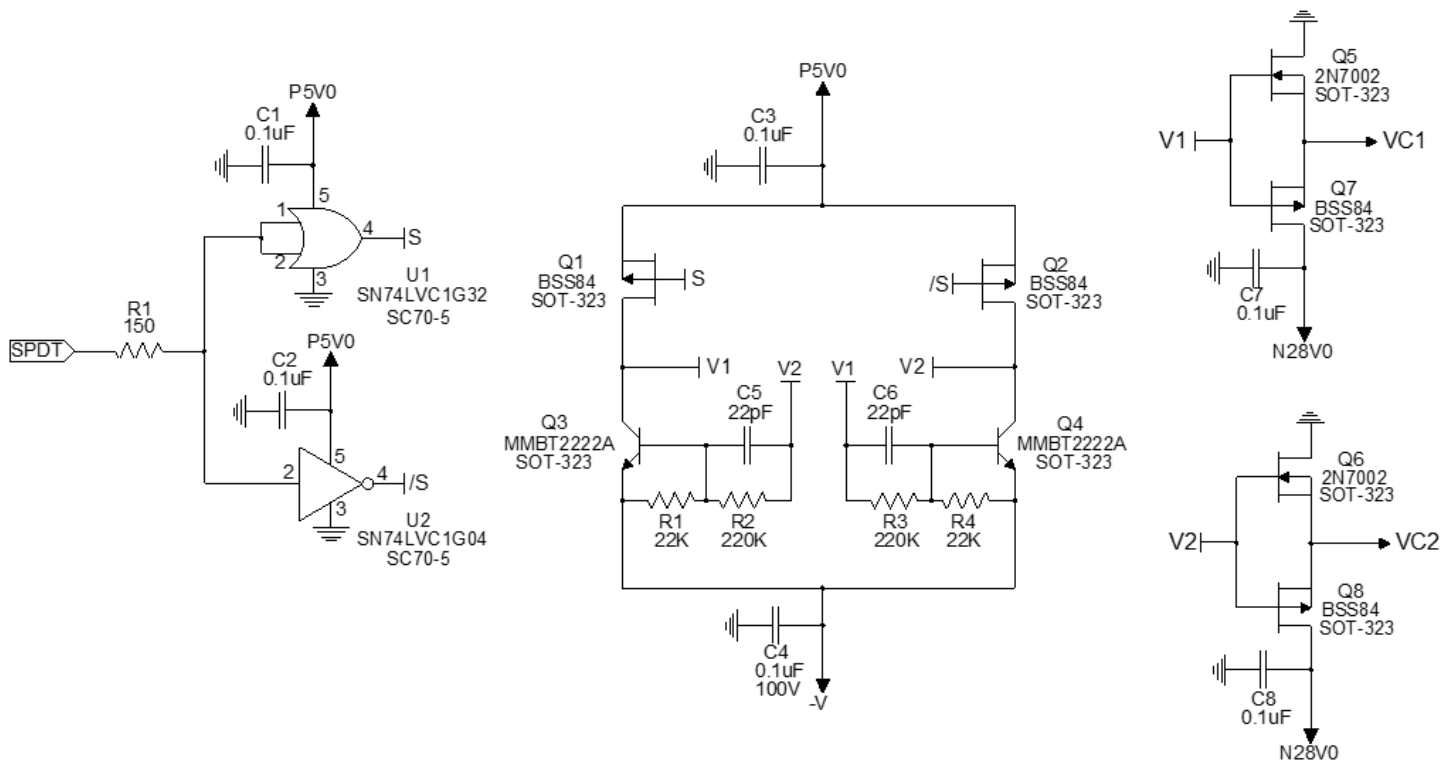 P5V0
C1
0.1uF
5
1
4
S
2
3
U1
SN74LVC1G32
SC70-5
R1
150
SPDT
P5V0
C2
0.1uF
5
2
4
/S
3
U2
SN74LVC1G04
SC70-5
P5V0
C3
0.1uF
Q1
BSS84
SOT-323
S
/S
Q2
BSS84
SOT-323
V1
V2
V1
V2
C5
22pF
C6
22pF
Q3
MMBT2222A
SOT-323
Q4
MMBT2222A
SOT-323
R1
22K
R2
220K
R3
220K
R4
22K
C4
0.1uF
100V
-V
Q5
2N7002
SOT-323
V1
VC1
Q7
BSS84
SOT-323
C7
0.1uF
N28V0
Q6
2N7002
SOT-323
V2
VC2
Q8
BSS84
SOT-323
C8
0.1uF
N28V0